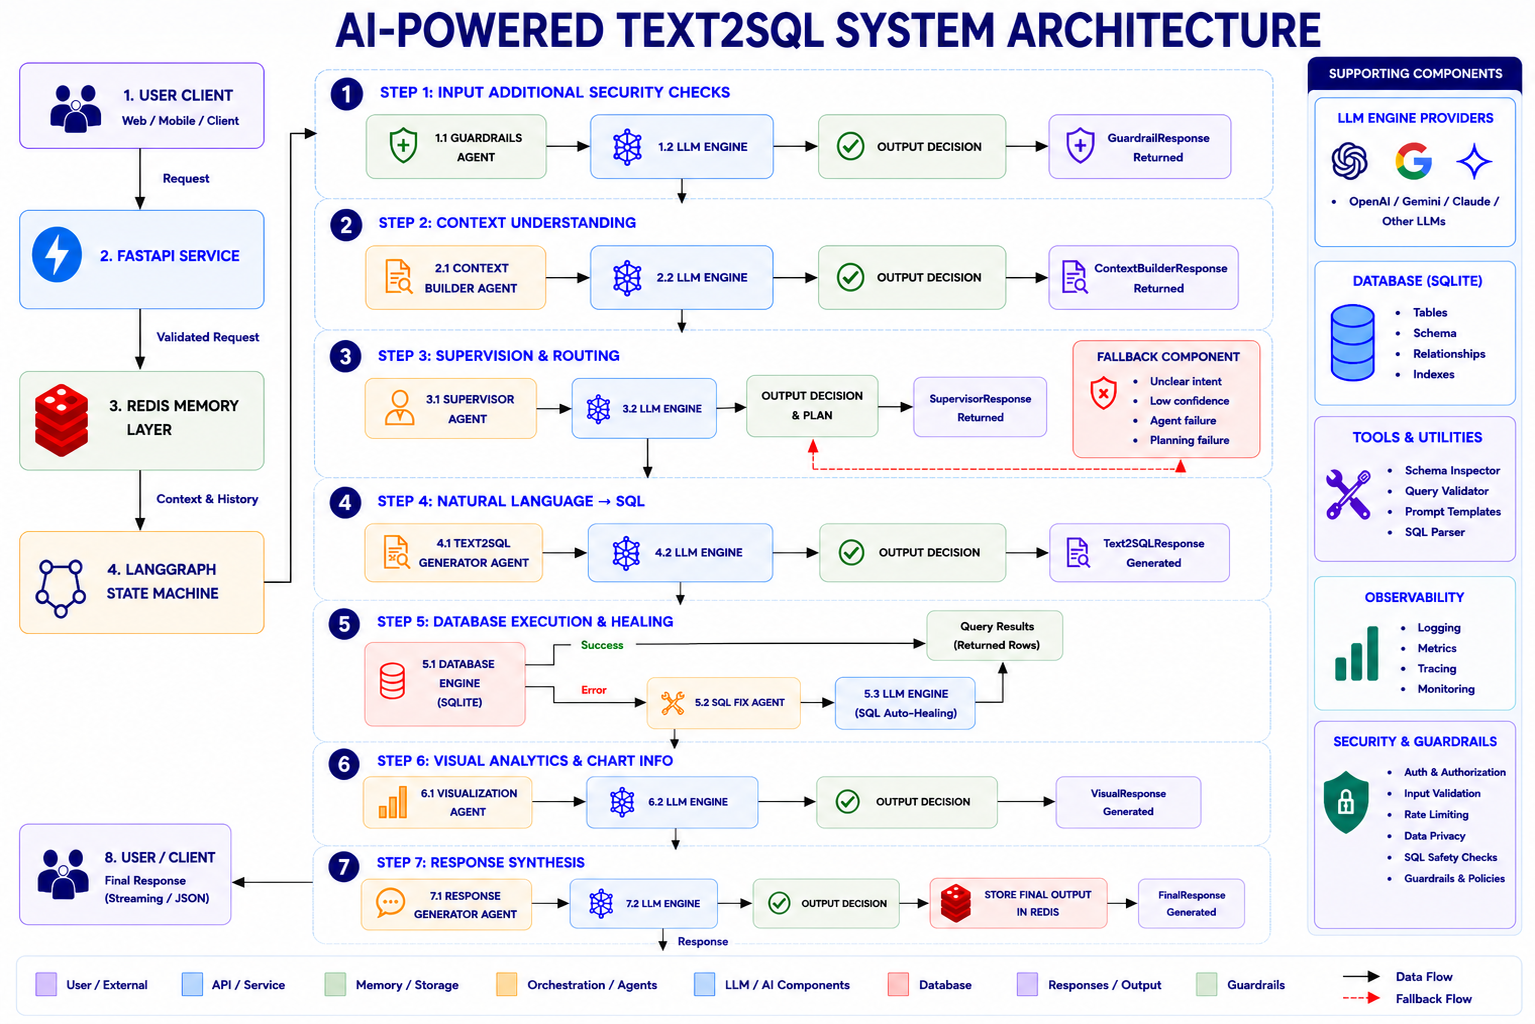 AI-POWERED TEXT2SQL SYSTEM ARCHITECTURE
1. USER CLIENT
Web / Mobile / Client
Request
2. FASTAPI SERVICE
Validated Request
3. REDIS MEMORY
LAYER
Context & History
4. LANGGRAPH
STATE MACHINE
8. USER / CLIENT
Final Response
(Streaming / JSON)
1
STEP 1: INPUT ADDITIONAL SECURITY CHECKS
1.1 GUARDRAILS
AGENT
1.2 LLM ENGINE
OUTPUT DECISION
GuardrailResponse
Returned
2
STEP 2: CONTEXT UNDERSTANDING
2.1 CONTEXT
BUILDER AGENT
2.2 LLM ENGINE
OUTPUT DECISION
ContextBuilderResponse
Returned
3
STEP 3: SUPERVISION & ROUTING
3.1 SUPERVISOR
AGENT
3.2 LLM ENGINE
OUTPUT DECISION
& PLAN
SupervisorResponse
Returned
FALLBACK COMPONENT
• Unclear intent
• Low confidence
• Agent failure
• Planning failure
4
STEP 4: NATURAL LANGUAGE → SQL
4.1 TEXT2SQL
GENERATOR AGENT
4.2 LLM ENGINE
OUTPUT DECISION
Text2SQLResponse
Generated
5
STEP 5: DATABASE EXECUTION & HEALING
5.1 DATABASE
ENGINE
(SQLITE)
Success
Error
5.2 SQL FIX AGENT
5.3 LLM ENGINE
(SQL Auto-Healing)
Query Results
(Returned Rows)
6
STEP 6: VISUAL ANALYTICS & CHART INFO
6.1 VISUALIZATION
AGENT
6.2 LLM ENGINE
OUTPUT DECISION
VisualResponse
Generated
7
STEP 7: RESPONSE SYNTHESIS
7.1 RESPONSE
GENERATOR AGENT
7.2 LLM ENGINE
OUTPUT DECISION
STORE FINAL OUTPUT
IN REDIS
FinalResponse
Generated
Response
SUPPORTING COMPONENTS
LLM ENGINE PROVIDERS
• OpenAI / Gemini / Claude /
Other LLMs
DATABASE (SQLITE)
• Tables
• Schema
• Relationships
• Indexes
TOOLS & UTILITIES
• Schema Inspector
• Query Validator
• Prompt Templates
• SQL Parser
OBSERVABILITY
• Logging
• Metrics
• Tracing
• Monitoring
SECURITY & GUARDRAILS
• Auth & Authorization
• Input Validation
• Rate Limiting
• Data Privacy
• SQL Safety Checks
• Guardrails & Policies
User / External
API / Service
Memory / Storage
Orchestration / Agents
LLM / AI Components
Database
Responses / Output
Guardrails
Data Flow
Fallback Flow